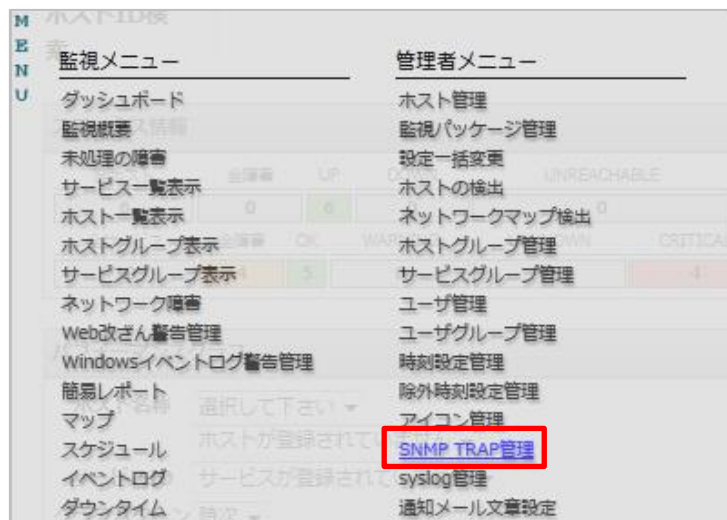 MENU
監視メニュー
ダッシュボード
監視概要
未処理の障害
サービス一覧表示
ホスト一覧表示
ホストグループ表示
サービスグループ表示
ネットワーク障害
Web改ざん警告管理
Windowsイベントログ警告管理
簡易レポート
マップ
スケジュール
イベントログ
ダウンタイム
管理者メニュー
ホスト管理
監視パッケージ管理
設定一括変更
ホストの検出
ネットワークマップ検出
ホストグループ管理
サービスグループ管理
ユーザ管理
ユーザグループ管理
時刻設定管理
除外時刻設定管理
アイコン管理
SNMP TRAP管理
syslog管理
通知メール文章設定